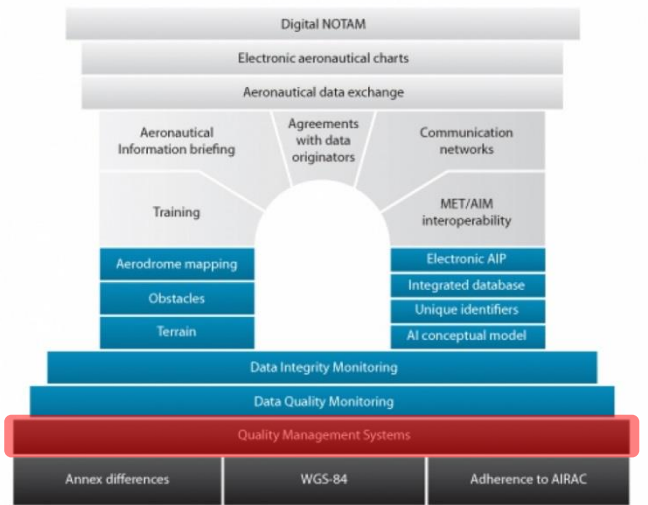 Digital NOTAM
Electronic aeronautical charts
Aeronautical data exchange
Aeronautical
Information briefing
Agreements
with data
originators
Communication
networks
Training
MET/AIM
interoperability
Aerodrome mapping
Obstacles
Terrain
Electronic AIP
Integrated database
Unique identifiers
AI conceptual model
Data Integrity Monitoring
Data Quality Monitoring
Quality Management Systems
Annex differences
WGS-84
Adherence to AIRAC